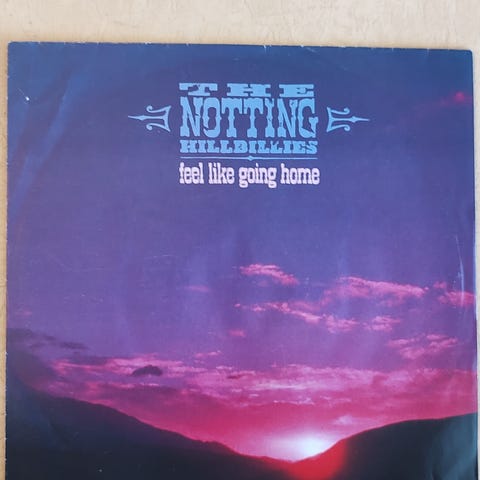 THE
NOTTING
HILLBILLIES
feel like going home